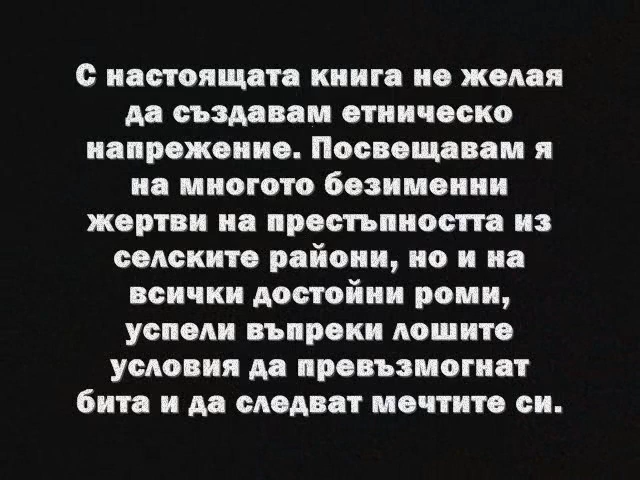 С настоящата книга не желая
да създавам етническо
напрежение. Посвещавам я
на многото безименни
жертви на престъпността из
селските райони, но и на
всички достойни роми,
успели въпреки лошите
условия да превъзмогнат
бита и да следват мечтите си.